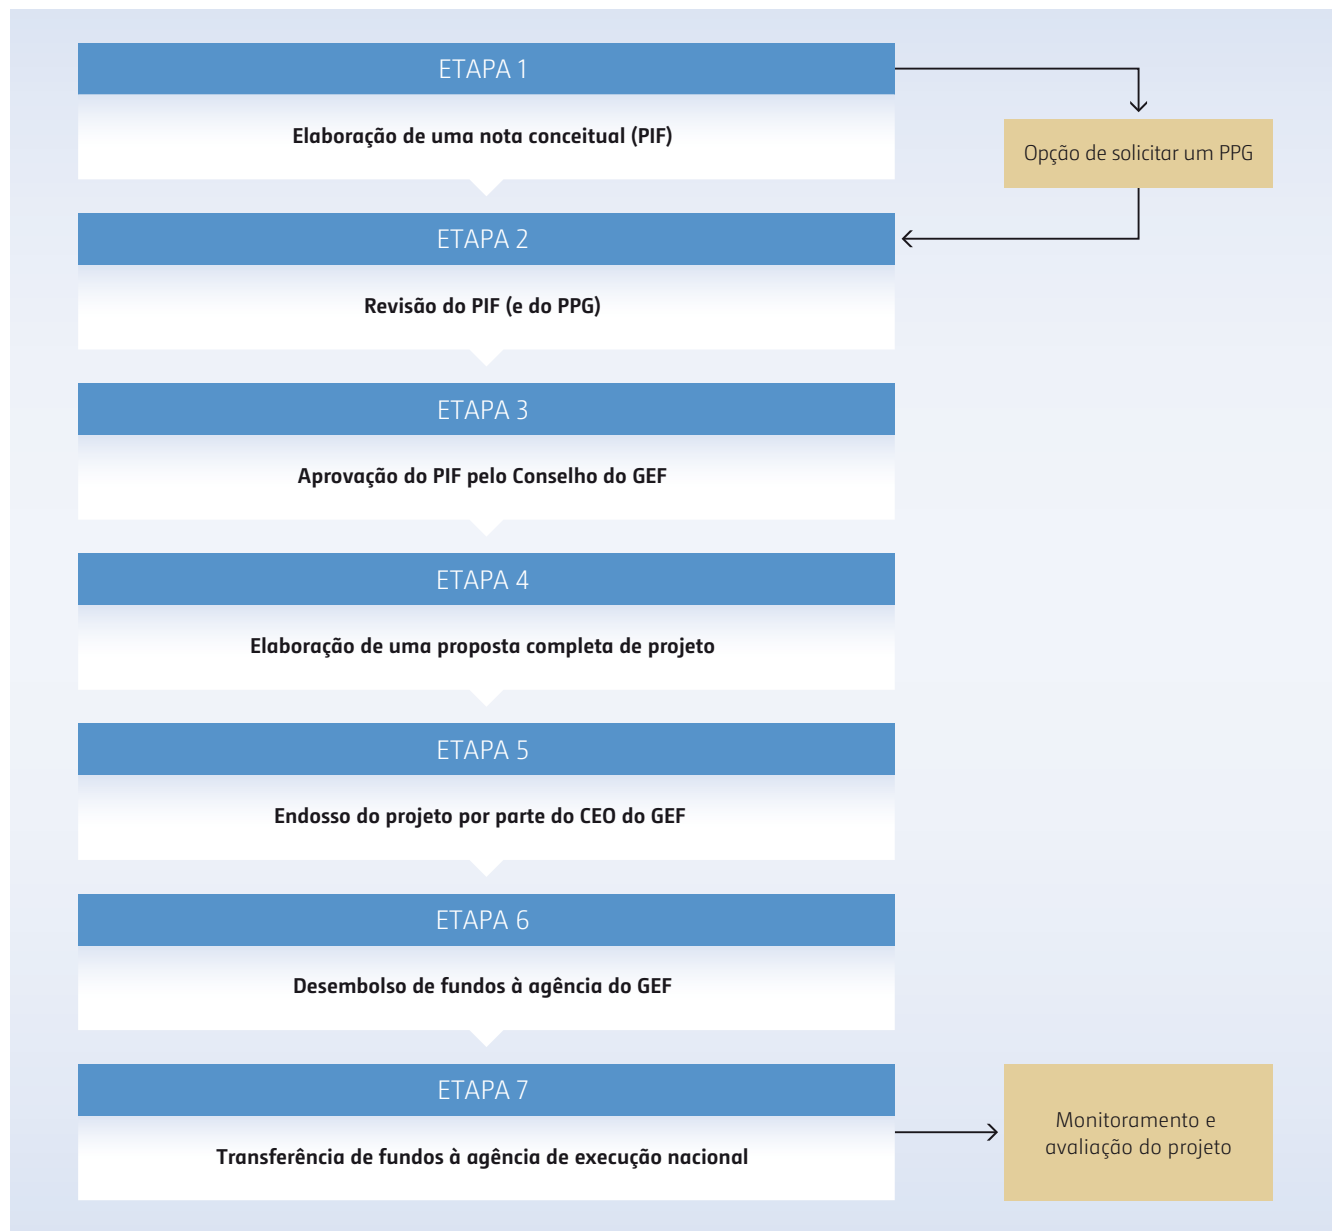 ETAPA 1
Elaboração de uma nota conceitual (PIF)
Opção de solicitar um PPG
ETAPA 2
Revisão do PIF (e do PPG)
ETAPA 3
Aprovação do PIF pelo Conselho do GEF
ETAPA 4
Elaboração de uma proposta completa de projeto
ETAPA 5
Endosso do projeto por parte do CEO do GEF
ETAPA 6
Desembolso de fundos à agência do GEF
ETAPA 7
Transferência de fundos à agência de execução nacional
Monitoramento e
avaliação do projeto